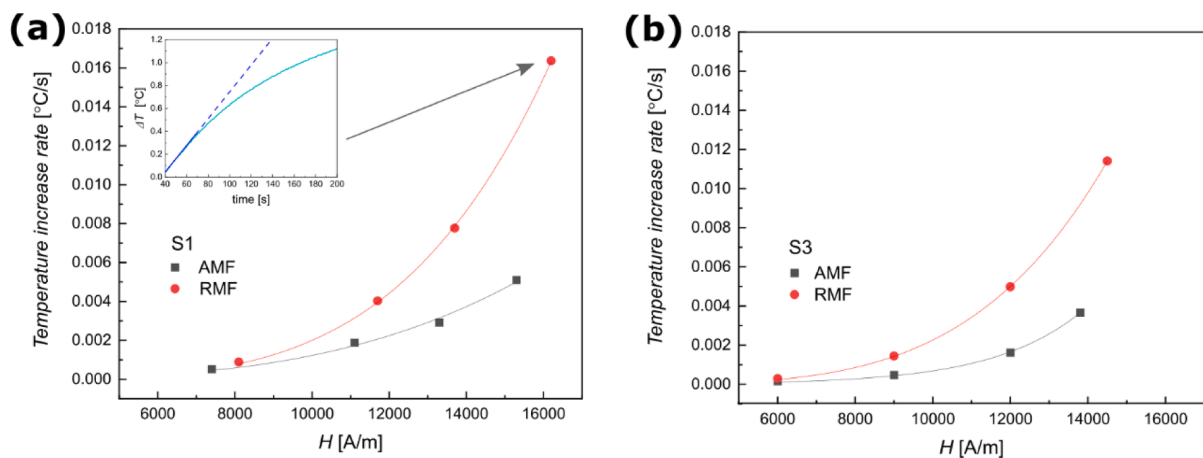 (a)
Temperature increase rate [°C/s]
0.018
0.016
0.014
0.012
0.010
0.008
0.006
0.004
0.002
0.000
ΔT [°C]
1.2
1.0
0.8
0.6
0.4
0.2
0.0
40 60 80 100 120 140 160 180 200
time [s]
S1
AMF
RMF
6000 8000 10000 12000 14000 16000
H [A/m]
(b)
Temperature increase rate [°C/s]
0.018
0.016
0.014
0.012
0.010
0.008
0.006
0.004
0.002
0.000
S3
AMF
RMF
6000 8000 10000 12000 14000 16000
H [A/m]